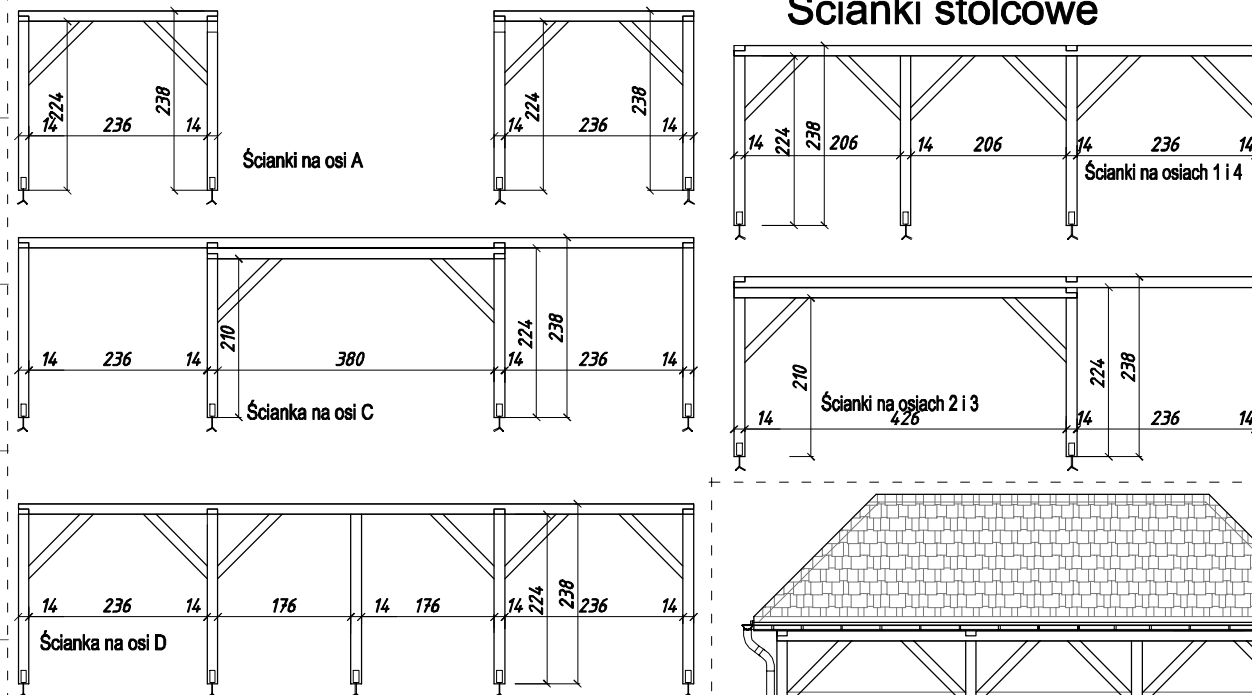 Ścianki stolcowe
224
238
14 236 14
Ścianki na osi A
224
238
14 236 14
224
238
14 206 14 206 14 236 14
Ścianki na osiach 1 i 4
210
224
238
14 236 14 380 14 236 14
Ścianka na osi C
210
224
238
Ścianki na osiach 2 i 3
14 426 14 236 14
224
238
14 236 14 176 14 176 14 236 14
Ścianka na osi D